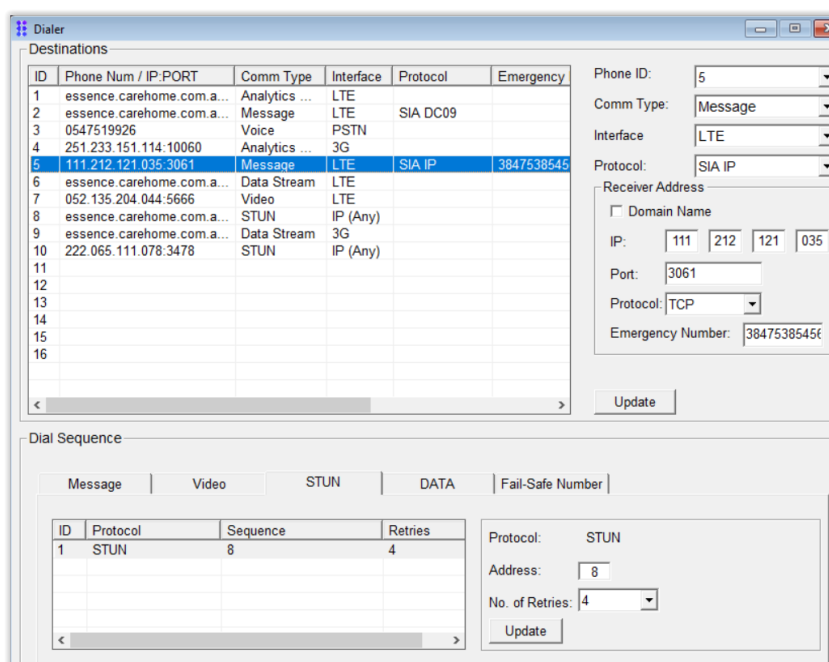 Dialer
Destinations
ID Phone Num / IP:PORT Comm Type Interface Protocol Emergency
1 essence.carehome.com.a... Analytics ... LTE
2 essence.carehome.com.a... Message LTE SIA DC09
3 0547519926 Voice PSTN
4 251.233.151.114:10060 Analytics ... 3G
5 111.212.121.035:3061 Message LTE SIA IP 3847538545
6 essence.carehome.com.a... Data Stream LTE
7 052.135.204.044:5666 Video LTE
8 essence.carehome.com.a... STUN IP (Any)
9 essence.carehome.com.a... Data Stream 3G
10 222.065.111.078:3478 STUN IP (Any)
11
12
13
14
15
16
Phone ID: 5
Comm Type: Message
Interface LTE
Protocol: SIA IP
Receiver Address
Domain Name
IP: 111 212 121 035
Port: 3061
Protocol: TCP
Emergency Number: 38475385456
Update
Dial Sequence
Message Video STUN DATA Fail-Safe Number
ID Protocol Sequence Retries
1 STUN 8 4
Protocol: STUN
Address: 8
No. of Retries: 4
Update